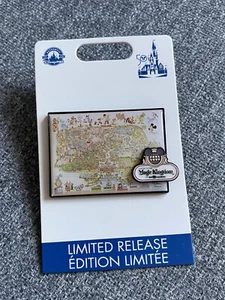 Magic Kingdom
LIMITED RELEASE
ÉDITION LIMITÉE